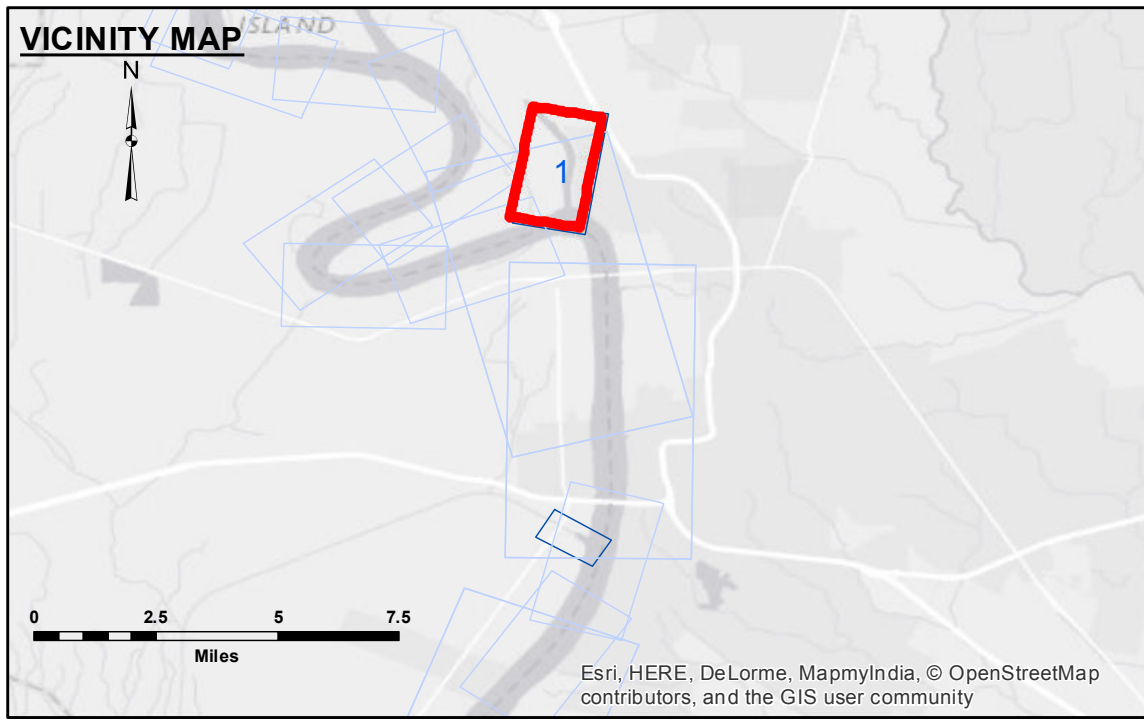 ISLAND
VICINITY MAP
N
1
0 2.5 5 7.5
Miles
Esri, HERE, DeLorme, MapmyIndia, © OpenStreetMap
contributors, and the GIS user community